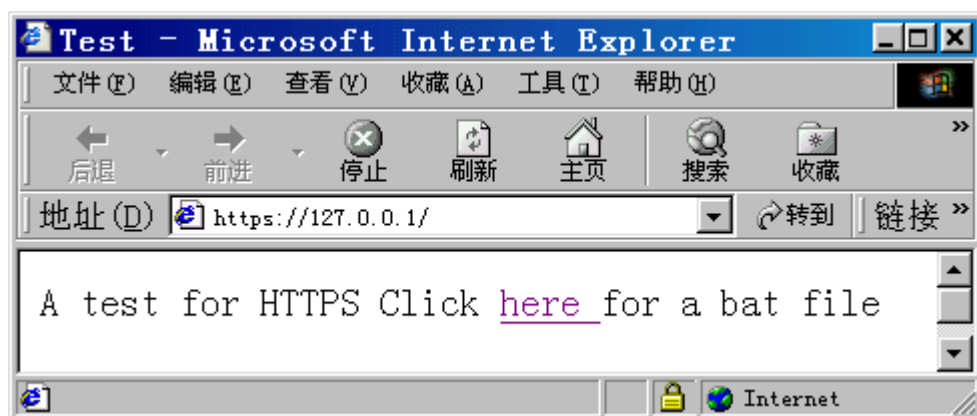 Test - Microsoft Internet Explorer
文件(F) 编辑(E) 查看(V) 收藏(A) 工具(T) 帮助(H)
后退 前进 停止 刷新 主页 搜索 收藏 »
地址(D) https://127.0.0.1/ 转到 链接 »
A test for HTTPS Click here for a bat file
Internet